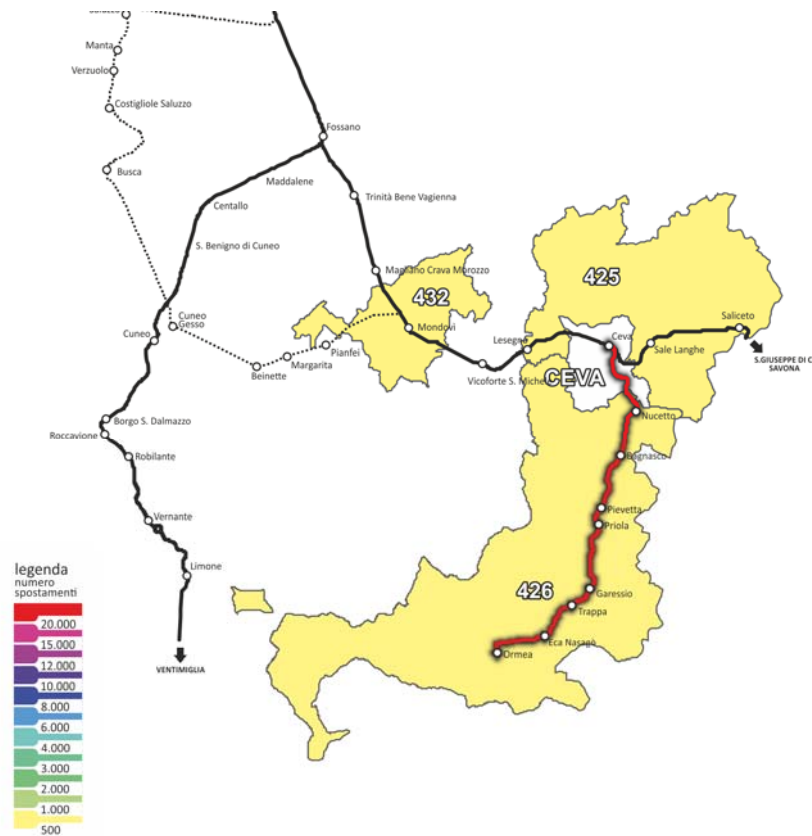 Manta
Verzuolo
Costigliole Saluzzo
Busca
Fossano
Maddalene
Centallo
Trinità Bene Vagienna
S. Benigno di Cuneo
Magliano Crava Morozzo
432
425
Cuneo
Gesso
Cuneo
Mondovì
Pianfei
Margarita
Beinette
Lesegno
Vicoforte S. Miche
Ceva
CEVA
Sale Langhe
Saliceto
S.GIUSEPPE DI C
SAVONA
Nucetto
Bagnasco
Borgo S. Dalmazzo
Roccavione
Robilante
Vernante
Limone
VENTIMIGLIA
Pievetta
Priola
426
Garessio
Trappa
Eca Nasagò
Ormea
legenda
numero
spostamenti
20.000
15.000
12.000
10.000
8.000
6.000
4.000
3.000
2.000
1.000
500